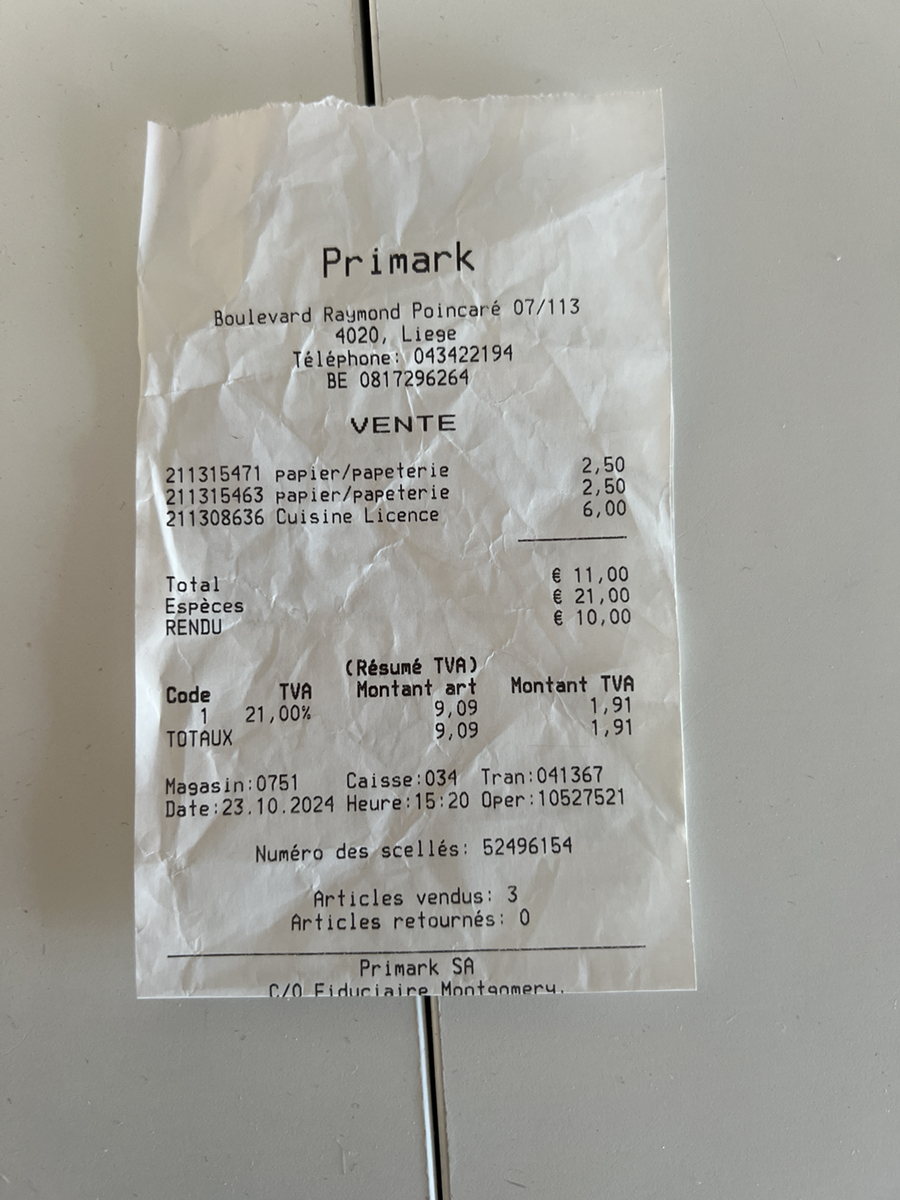 Primark
Boulevard Raymond Poincaré 07/113
4020, Liege
Téléphone: 043422194
BE 0817296264
VENTE
211315471 papier/papeterie 2,50
211315463 papier/papeterie 2,50
211308636 Cuisine Licence 6,00
Total € 11,00
Espèces € 21,00
RENDU € 10,00
(Résumé TVA)
Code TVA Montant art Montant TVA
1 21,00% 9,09 1,91
TOTAUX 9,09 1,91
Magasin:0751 Caisse:034 Tran:041367
Date:23.10.2024 Heure:15:20 Oper:10527521
Numéro des scellés: 52496154
Articles vendus: 3
Articles retournés: 0
Primark SA
C/O Fiduciaire Montgomery.